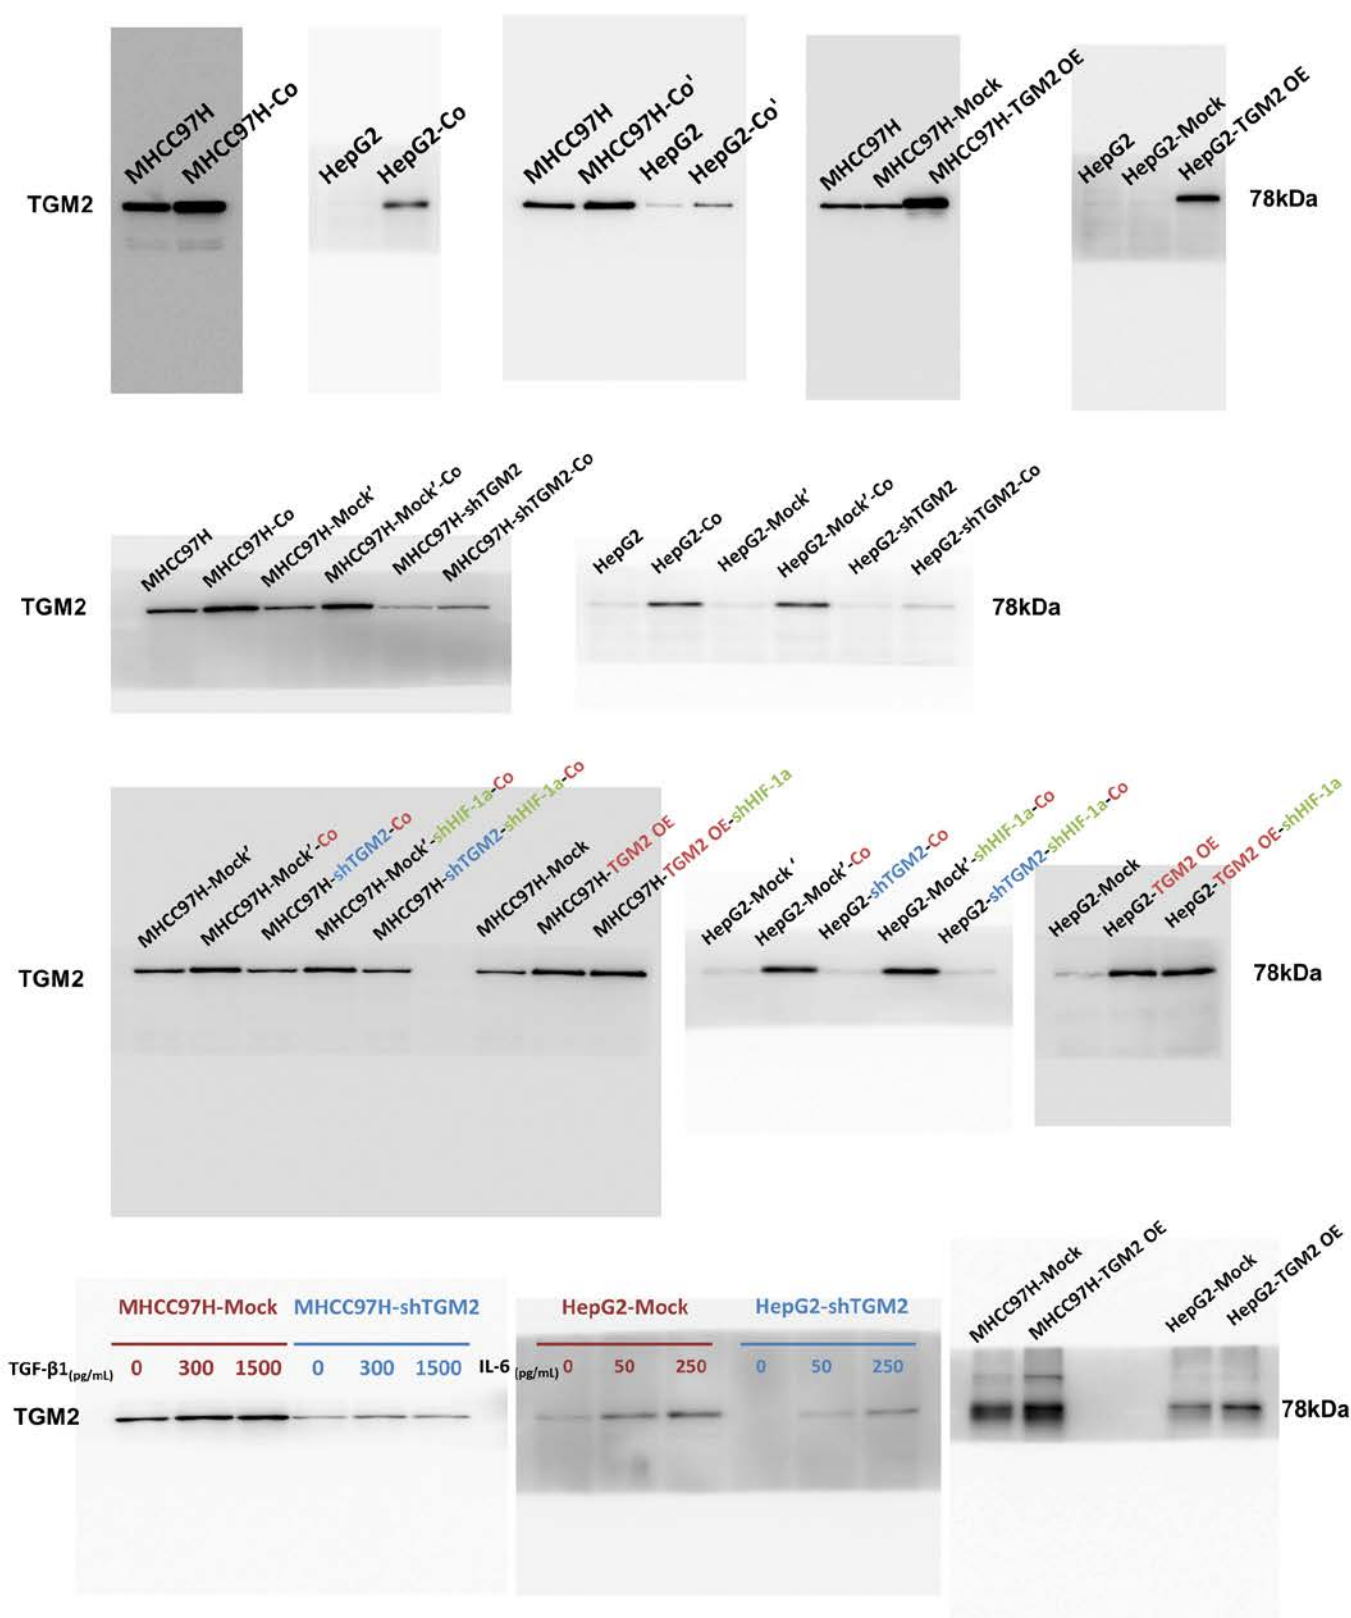 MHCC97H
MHCC97H-Co
HepG2
HepG2-Co
MHCC97H
MHCC97H-Co'
HepG2
HepG2-Co'
MHCC97H
MHCC97H-Mock
MHCC97H-TGM2 OE
HepG2
HepG2-Mock
HepG2-TGM2 OE
TGM2
78kDa
MHCC97H
MHCC97H-Co
MHCC97H-Mock'
MHCC97H-Mock'-Co
MHCC97H-shTGM2
MHCC97H-shTGM2-Co
HepG2
HepG2-Co
HepG2-Mock'
HepG2-Mock'-Co
HepG2-shTGM2
HepG2-shTGM2-Co
TGM2
78kDa
MHCC97H-Mock'
MHCC97H-Mock'-Co
MHCC97H-shTGM2-Co
MHCC97H-Mock'-shHIF-1a-Co
MHCC97H-shTGM2-shHIF-1a-Co
MHCC97H-Mock
MHCC97H-TGM2 OE
MHCC97H-TGM2 OE-shHIF-1a
HepG2-Mock'
HepG2-Mock'-Co
HepG2-shTGM2-Co
HepG2-Mock'-shHIF-1a-Co
HepG2-shTGM2-shHIF-1a-Co
HepG2-Mock
HepG2-TGM2 OE
HepG2-TGM2 OE-shHIF-1a
TGM2
78kDa
MHCC97H-Mock MHCC97H-shTGM2
TGF-β1(pg/mL) 0 300 1500 0 300 1500
HepG2-Mock HepG2-shTGM2
IL-6 (pg/mL) 0 50 250 0 50 250
MHCC97H-Mock
MHCC97H-TGM2 OE
HepG2-Mock
HepG2-TGM2 OE
TGM2
78kDa